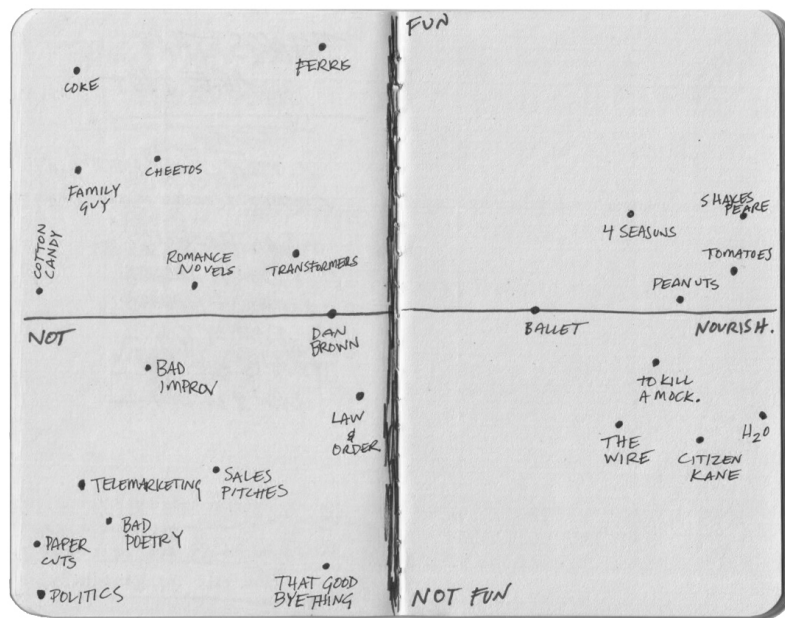 FUN
FERRIS
COKE
CHEETOS
FAMILY
GUY
SHAKES
PEARE
4 SEASONS
COTTON
CANDY
ROMANCE
NOVELS
TRANSFORMERS
TOMATOES
PEANUTS
NOT
DAN
BROWN
BALLET
NOURISH.
BAD
IMPROV
TO KILL
A MOCK.
LAW
&
ORDER
THE
WIRE
CITIZEN
KANE
H2O
TELEMARKETING
SALES
PITCHES
BAD
POETRY
PAPER
CUTS
POLITICS
THAT GOOD
BYE THING
NOT FUN